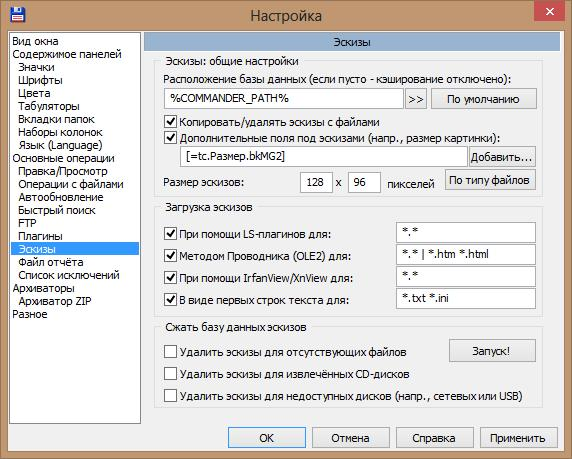 Настройка
Вид окна
Содержимое панелей
Значки
Шрифты
Цвета
Табуляторы
Вкладки папок
Наборы колонок
Язык (Language)
Основные операции
Правка/Просмотр
Операции с файлами
Автообновление
Быстрый поиск
FTP
Плагины
Эскизы
Файл отчёта
Список исключений
Архиваторы
Архиватор ZIP
Разное
Эскизы
Эскизы: общие настройки
Расположение базы данных (если пусто - кэширование отключено):
%COMMANDER_PATH% >> По умолчанию
Копировать/удалять эскизы с файлами
Дополнительные поля под эскизами (напр., размер картинки):
[=tc.Размер.bkMG2] Добавить...
Размер эскизов: 128 x 96 пикселей По типу файлов
Загрузка эскизов
При помощи LS-плагинов для: *.*
Методом Проводника (OLE2) для: *.* | *.htm *.html
При помощи IrfanView/XnView для: *.*
В виде первых строк текста для: *.txt *.ini
Сжать базу данных эскизов
Удалить эскизы для отсутствующих файлов Запуск!
Удалить эскизы для извлечённых CD-дисков
Удалить эскизы для недоступных дисков (напр., сетевых или USB)
OK Отмена Справка Применить